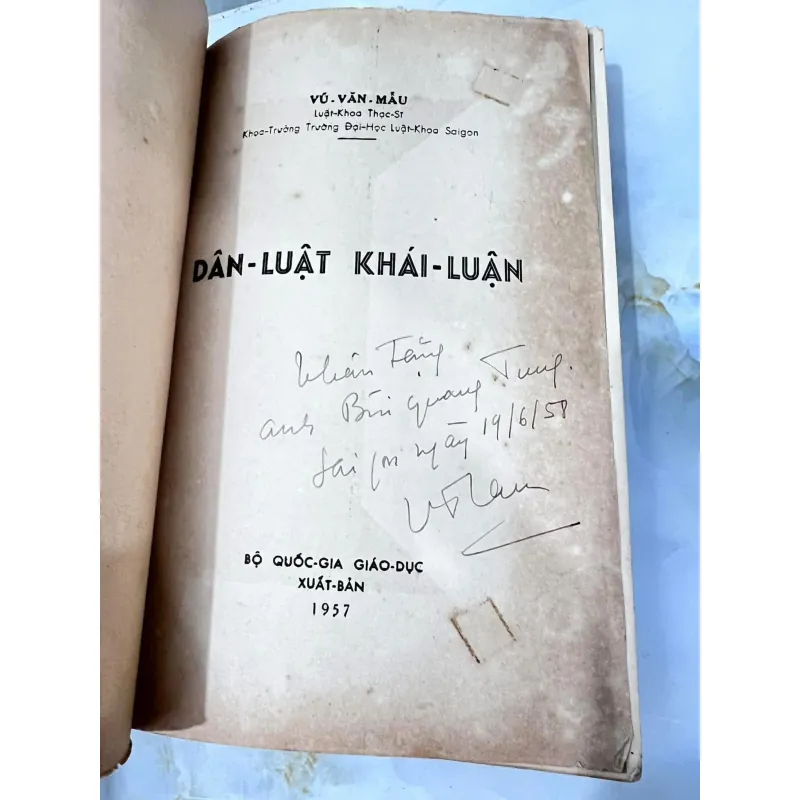 VŨ-VĂN-MẪU
Luật-Khoa Thạc-Sĩ
Khoa-Trưởng Trường Đại-Học Luật-Khoa Saigon
DÂN-LUẬT KHÁI-LUẬN
Thân Tặng
anh Bùi Quang Tung.
Saigon ngày 19/6/58
BỘ QUỐC-GIA GIÁO-DỤC
XUẤT-BẢN
1957